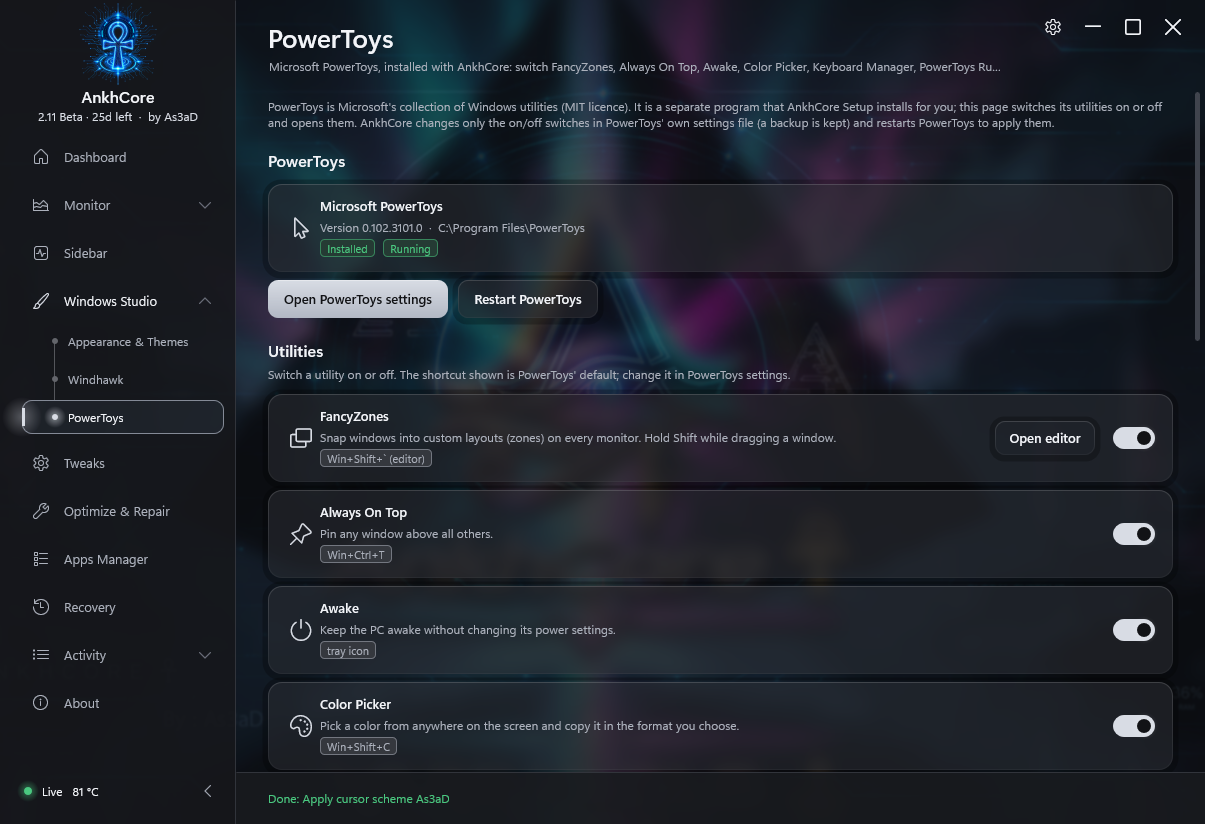 AnkhCore
2.11 Beta · 25d left · by As3aD
Dashboard
Monitor
Sidebar
Windows Studio
Appearance & Themes
Windhawk
PowerToys
Tweaks
Optimize & Repair
Apps Manager
Recovery
Activity
About
Live 81 °C
PowerToys
Microsoft PowerToys, installed with AnkhCore: switch FancyZones, Always On Top, Awake, Color Picker, Keyboard Manager, PowerToys Ru...
PowerToys is Microsoft's collection of Windows utilities (MIT licence). It is a separate program that AnkhCore Setup installs for you; this page switches its utilities on or off
and opens them. AnkhCore changes only the on/off switches in PowerToys' own settings file (a backup is kept) and restarts PowerToys to apply them.
PowerToys
Microsoft PowerToys
Version 0.102.3101.0 · C:\Program Files\PowerToys
Installed Running
Open PowerToys settings Restart PowerToys
Utilities
Switch a utility on or off. The shortcut shown is PowerToys' default; change it in PowerToys settings.
FancyZones
Snap windows into custom layouts (zones) on every monitor. Hold Shift while dragging a window.
Win+Shift+` (editor)
Open editor
Always On Top
Pin any window above all others.
Win+Ctrl+T
Awake
Keep the PC awake without changing its power settings.
tray icon
Color Picker
Pick a color from anywhere on the screen and copy it in the format you choose.
Win+Shift+C
Done: Apply cursor scheme As3aD